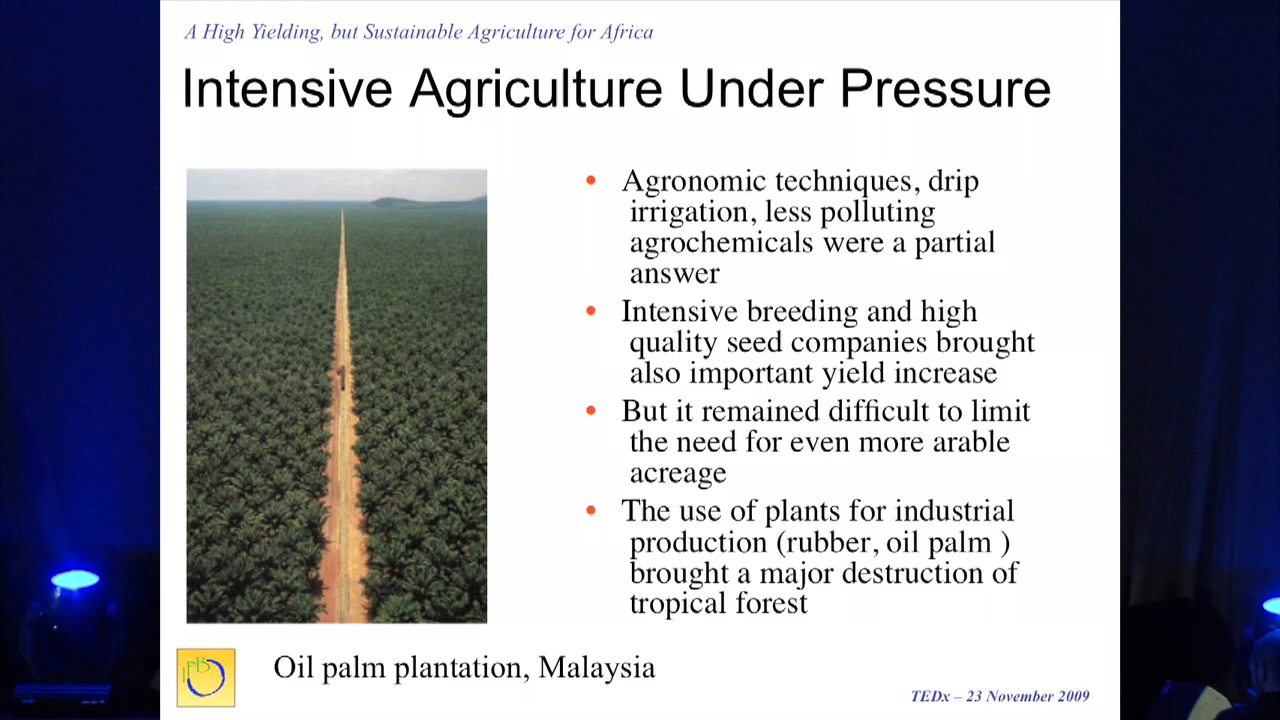 A High Yielding, but Sustainable Agriculture for Africa
Intensive Agriculture Under Pressure
• Agronomic techniques, drip
irrigation, less polluting
agrochemicals were a partial
answer
• Intensive breeding and high
quality seed companies brought
also important yield increase
• But it remained difficult to limit
the need for even more arable
acreage
• The use of plants for industrial
production (rubber, oil palm )
brought a major destruction of
tropical forest
IPBO
Oil palm plantation, Malaysia
TEDx – 23 November 2009